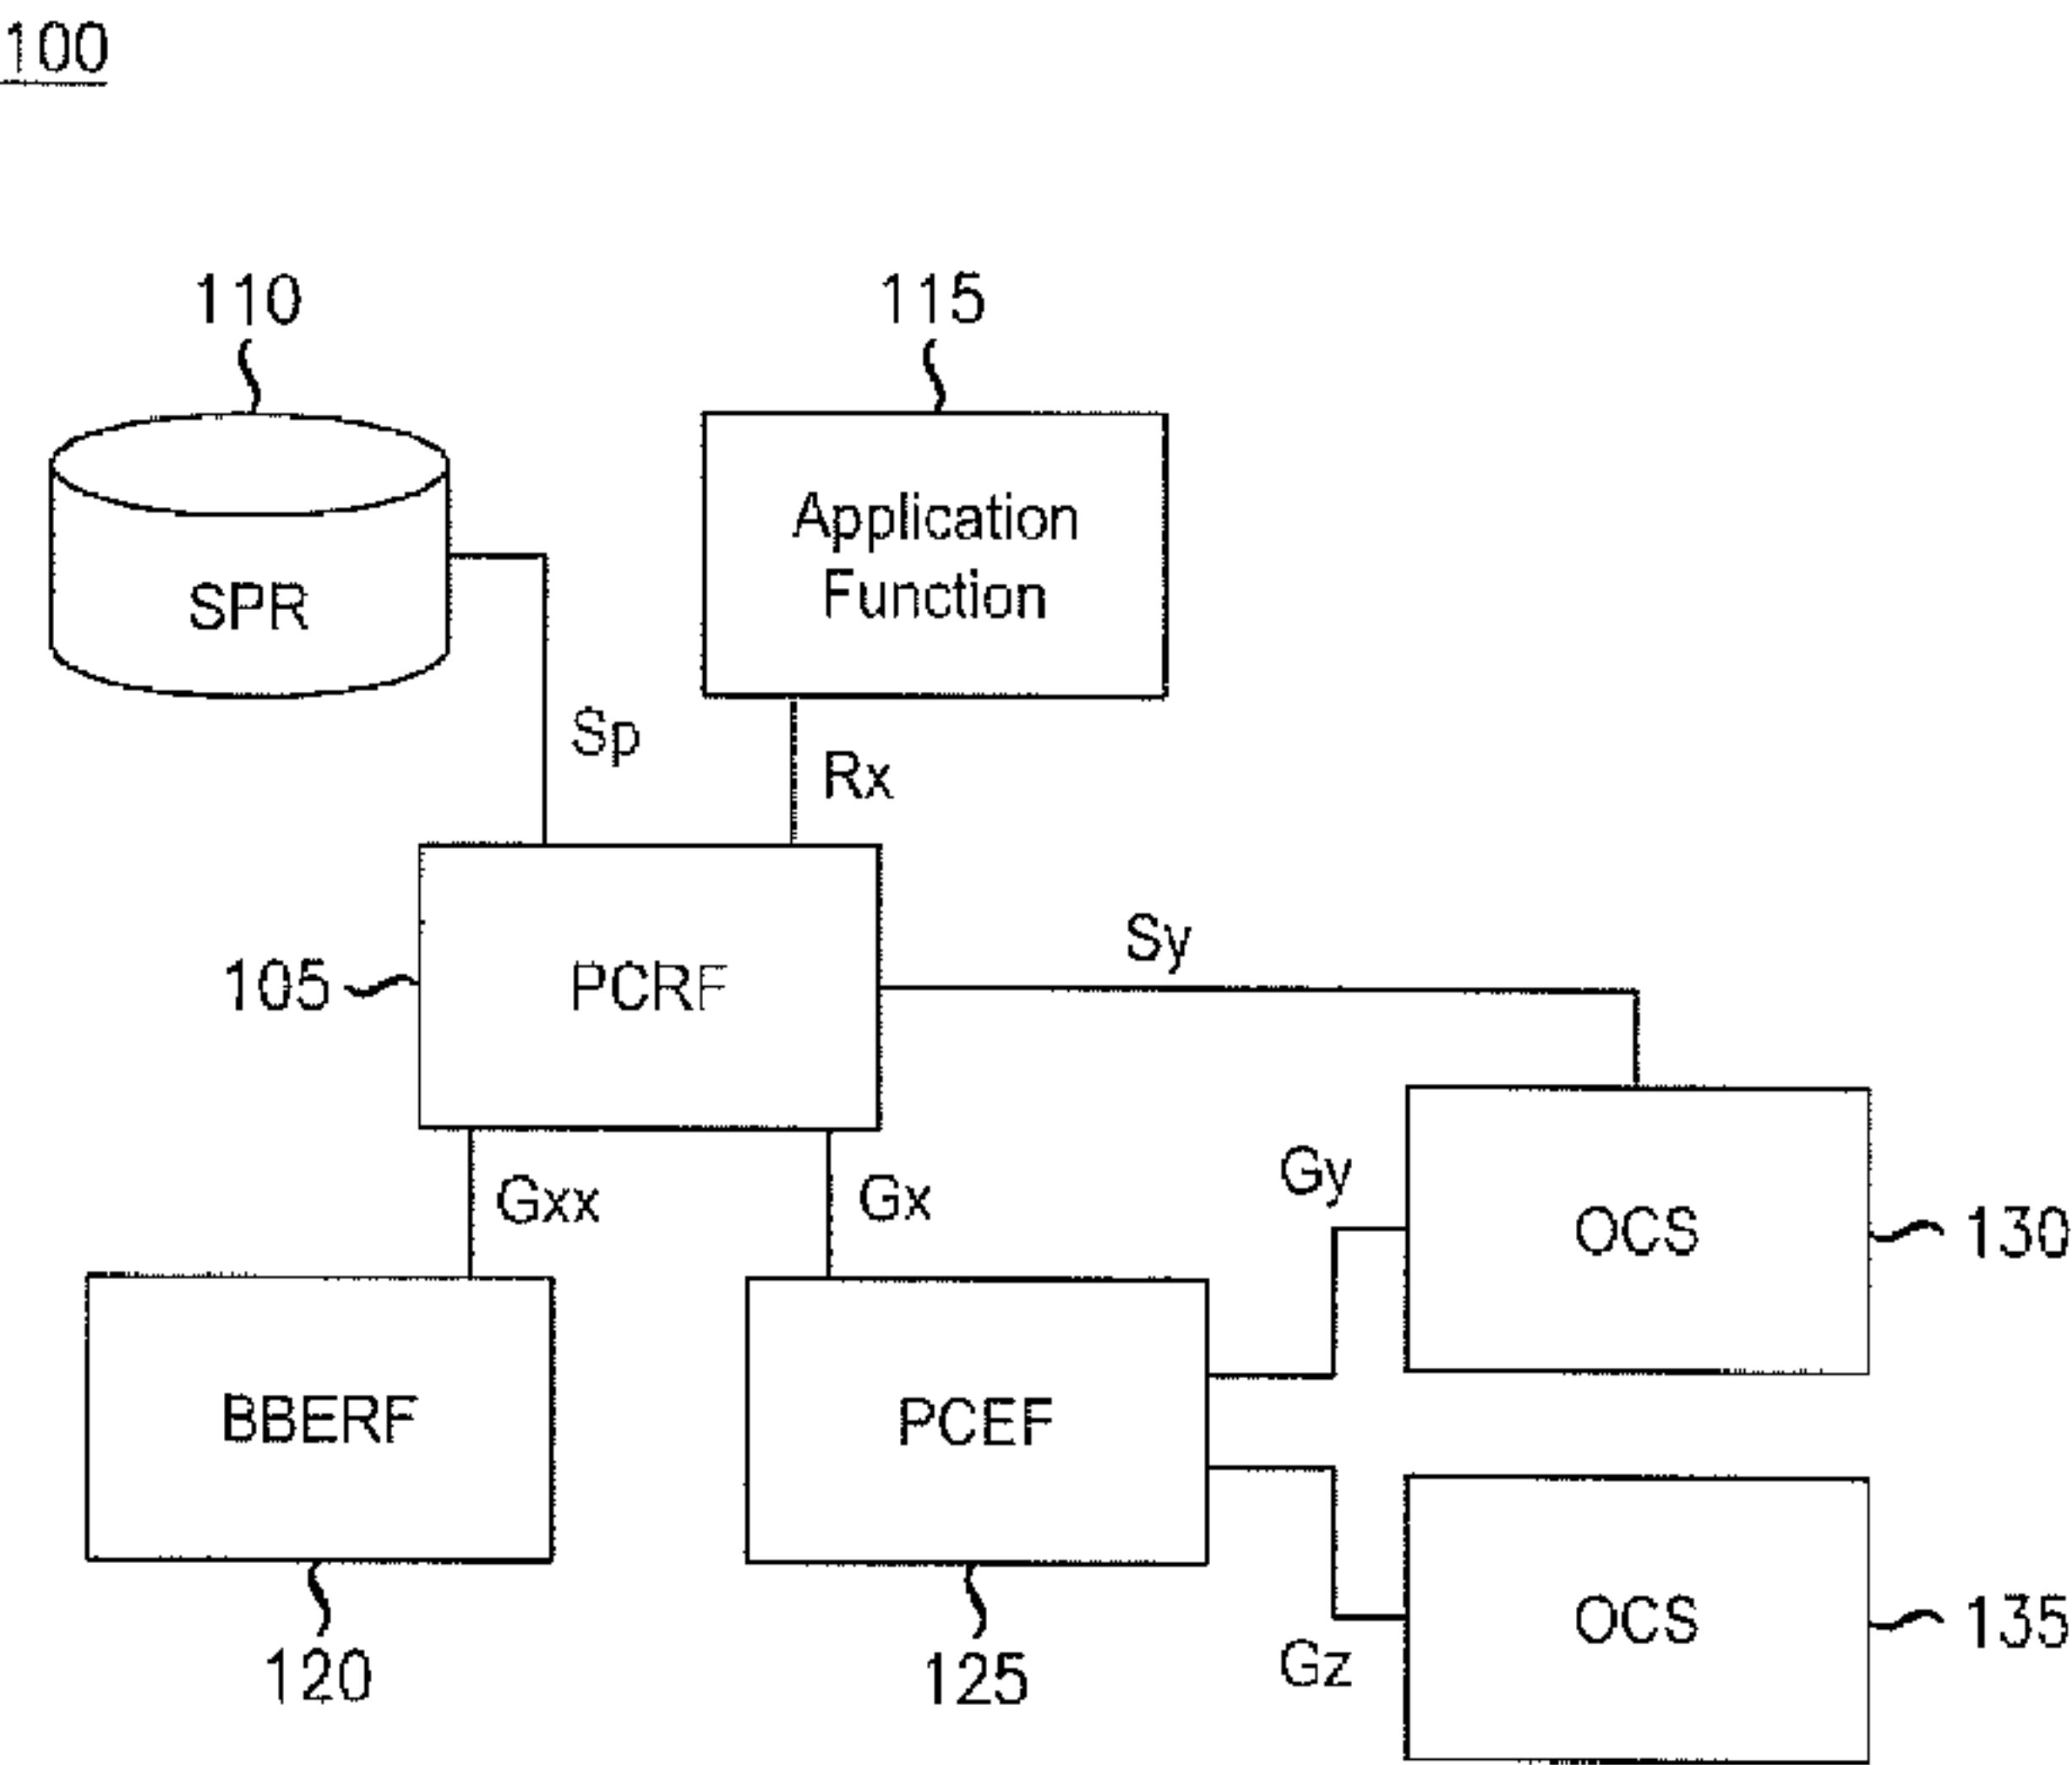 100
110
115
SPR
Application
Function
Sp
Rx
105
PCRF
Sy
Gxx
Gx
Gy
OCS
130
BBERF
PCEF
OCS
135
Gz
120
125